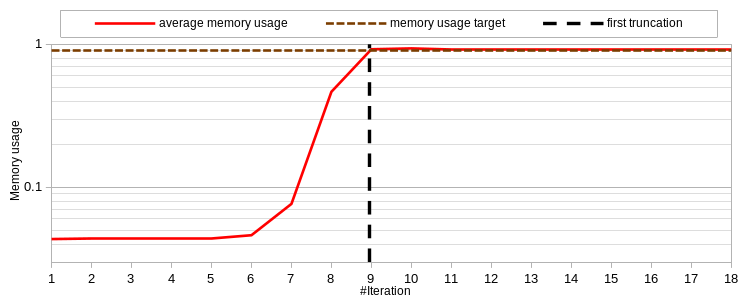 average memory usage memory usage target first truncation
1
0.1
Memory usage
1 2 3 4 5 6 7 8 9 10 11 12 13 14 15 16 17 18
#Iteration